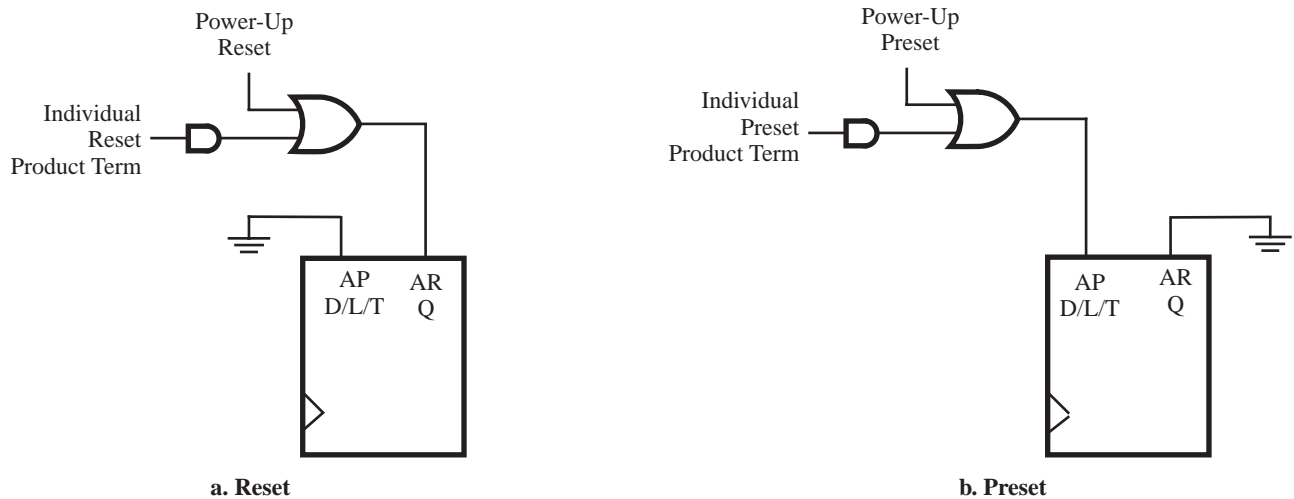 Power-Up
Reset
Individual
Reset
Product Term
AP
AR
D/L/T
Q
a. Reset
Power-Up
Preset
Individual
Preset
Product Term
AP
AR
D/L/T
Q
b. Preset